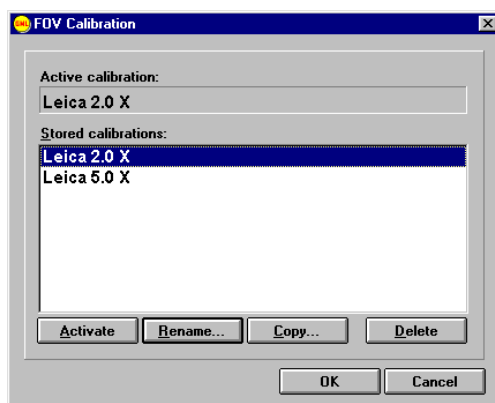 FOV Calibration
Active calibration:
Leica 2.0 X
Stored calibrations:
Leica 2.0 X
Leica 5.0 X
Activate Rename... Copy... Delete
OK Cancel